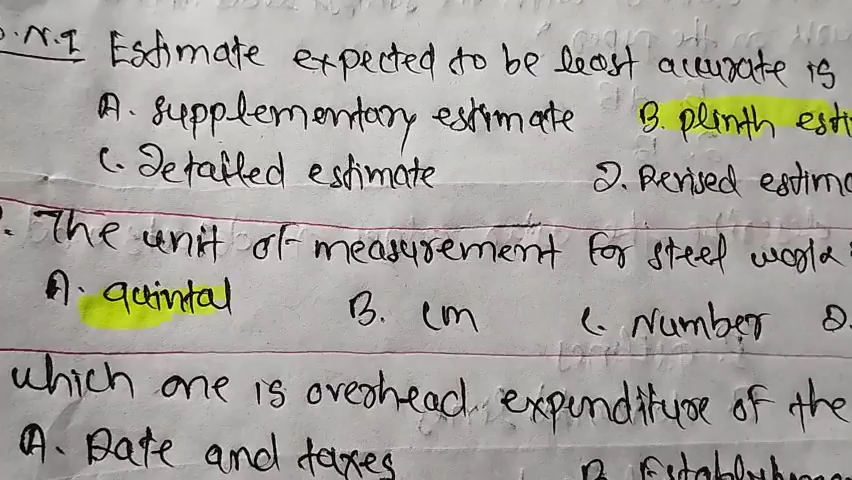 Q.N.1 Estimate expected to be least accurate is
A. Supplementary estimate B. plinth esti
C. Detailed estimate D. Revised estima
The unit of measurement for steel work
A. quintal B. cm C. Number D.
which one is overhead expenditure of the
A. Rate and taxes B.